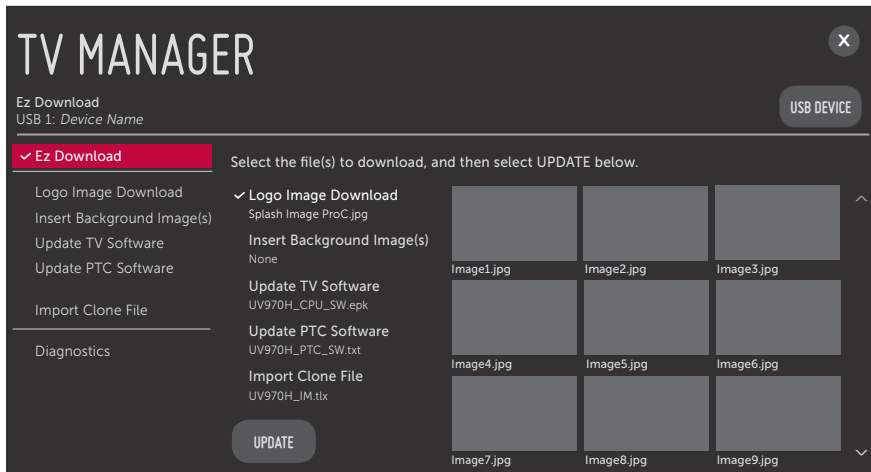 TV MANAGER
X
Ez Download
USB 1: Device Name
USB DEVICE
Ez Download
Logo Image Download
Insert Background Image(s)
Update TV Software
Update PTC Software
Import Clone File
Diagnostics
Select the file(s) to download, and then select UPDATE below.
Logo Image Download
Splash Image ProC.jpg
Insert Background Image(s)
None
Update TV Software
UV970H_CPU_SW.epk
Update PTC Software
UV970H_PTC_SW.txt
Import Clone File
UV970H_IM.tlx
UPDATE
Image1.jpg
Image2.jpg
Image3.jpg
Image4.jpg
Image5.jpg
Image6.jpg
Image7.jpg
Image8.jpg
Image9.jpg